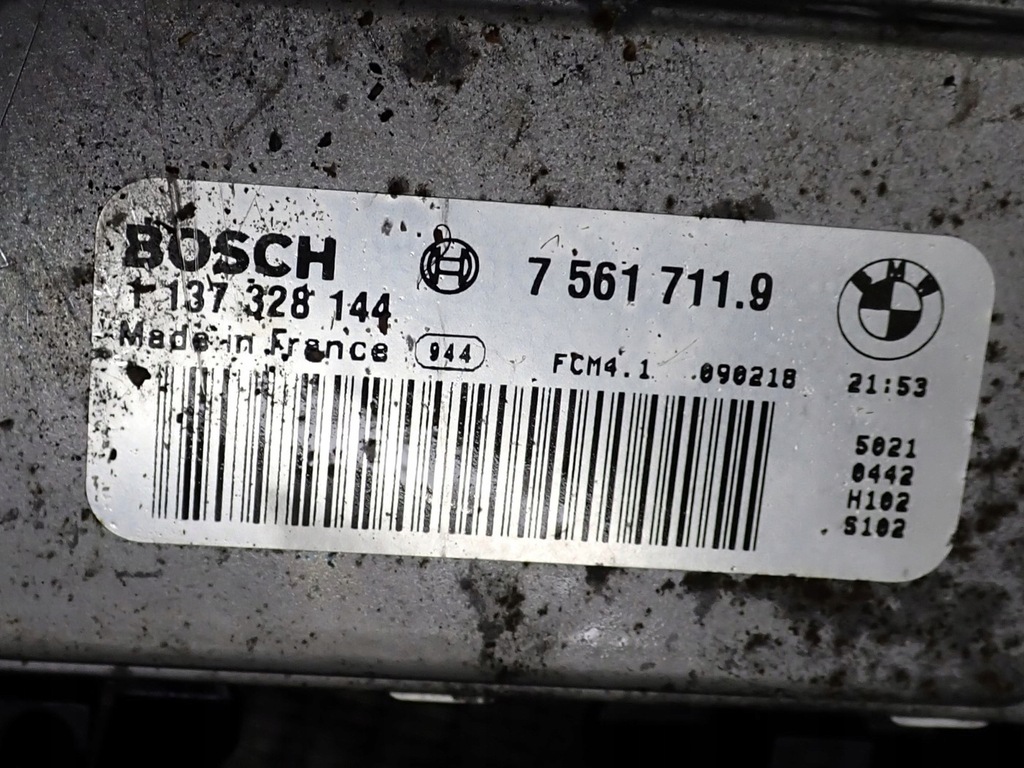 BOSCH
7 561 711.9
BMW
1 137 328 144
Made in France
944
FCM4.1 090218
21:53
5021
0442
H102
S102